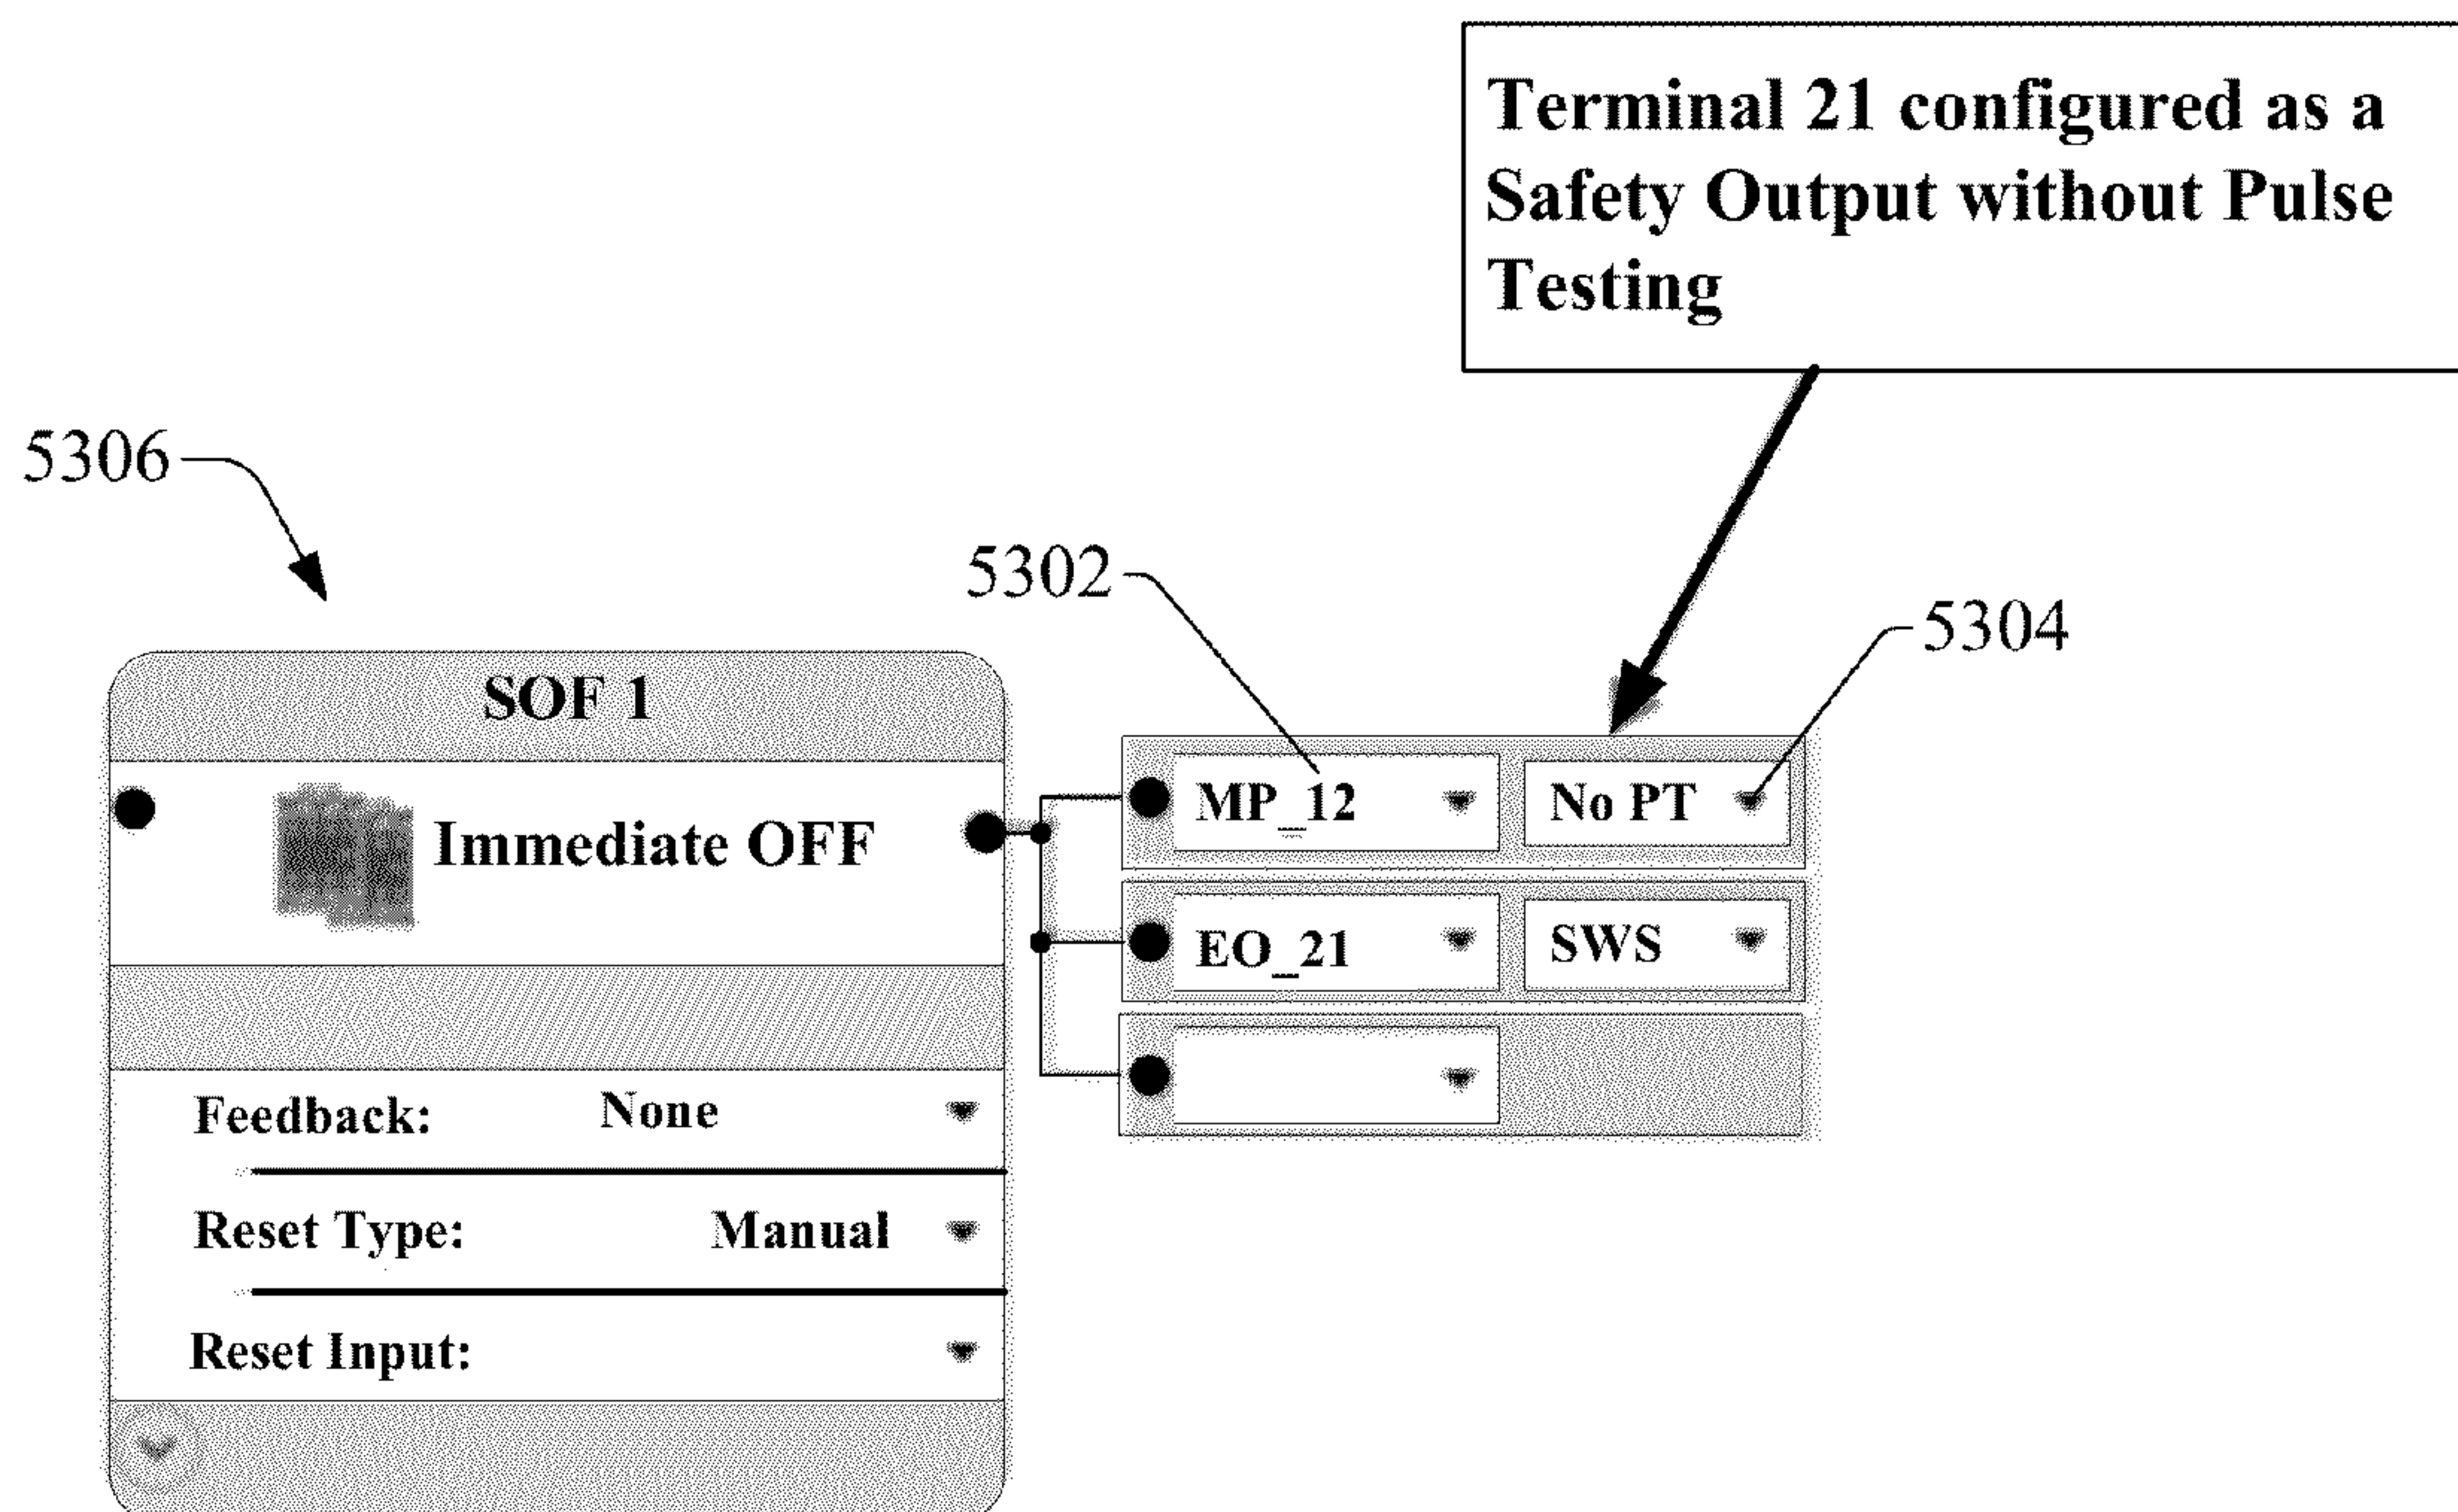 Terminal 21 configured as a
Safety Output without Pulse
Testing
5306
5302
5304
SOF 1
Immediate OFF
MP_12
No PT
EO_21
SWS
Feedback: None
Reset Type: Manual
Reset Input: